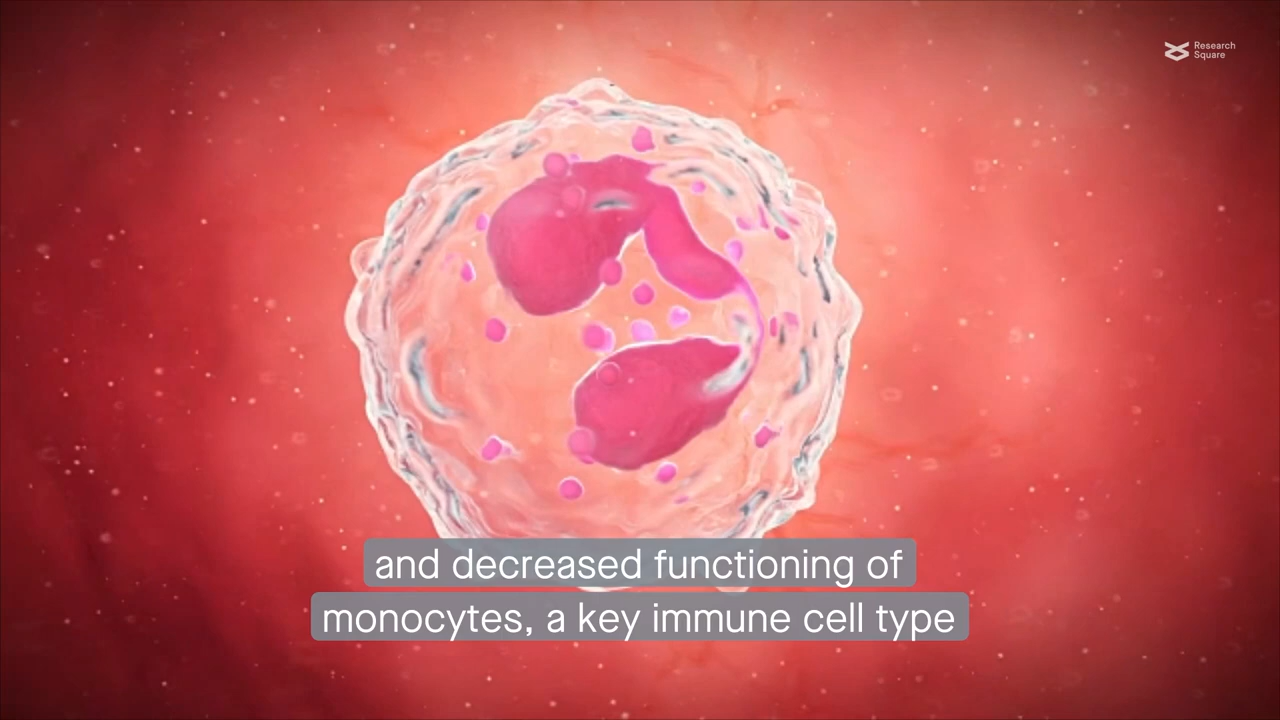 Research
Square
and decreased functioning of
monocytes, a key immune cell type